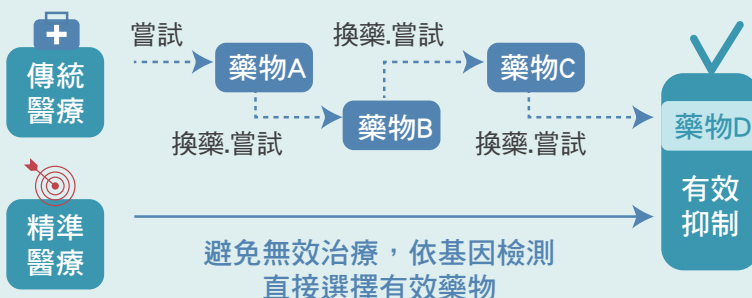 嘗試
換藥.嘗試
傳統
醫療
藥物A
藥物C
藥物B
藥物D
換藥.嘗試
換藥.嘗試
有效
抑制
精準
醫療
避免無效治療，依基因檢測
直接選擇有效藥物